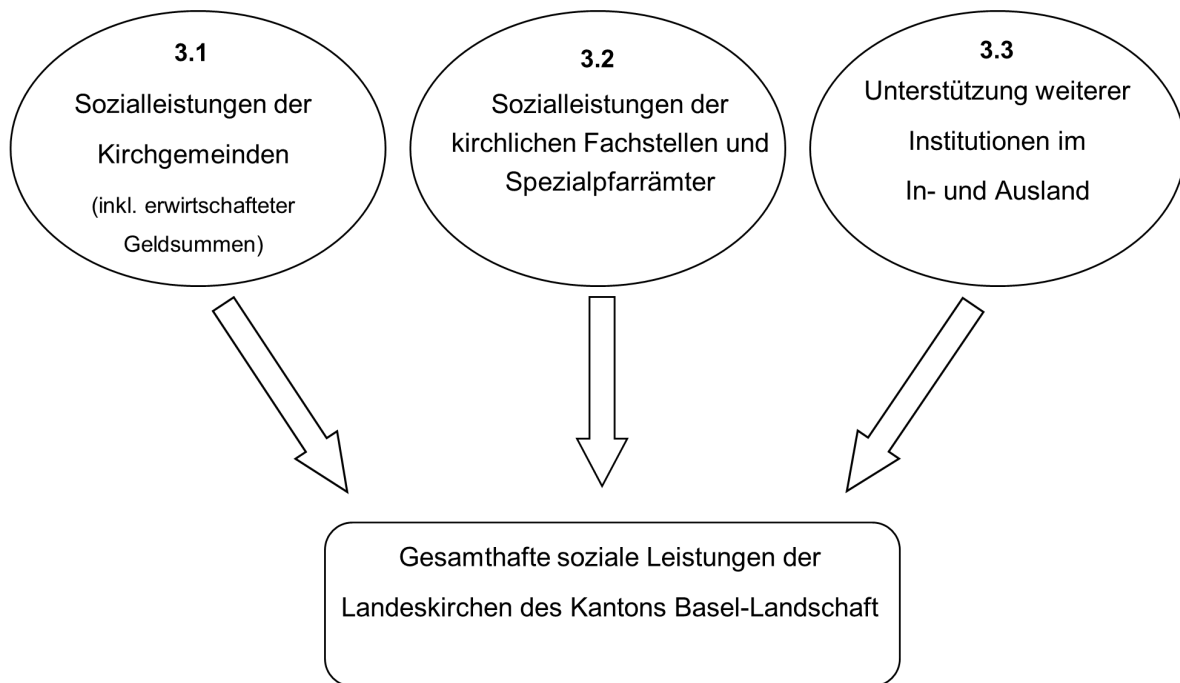 3.1
Sozialleistungen der
Kirchgemeinden
(inkl. erwirtschafteter
Geldsummen)
3.2
Sozialleistungen der
kirchlichen Fachstellen und
Spezialpfarrämter
3.3
Unterstützung weiterer
Institutionen im
In- und Ausland
Gesamthafte soziale Leistungen der
Landeskirchen des Kantons Basel-Landschaft